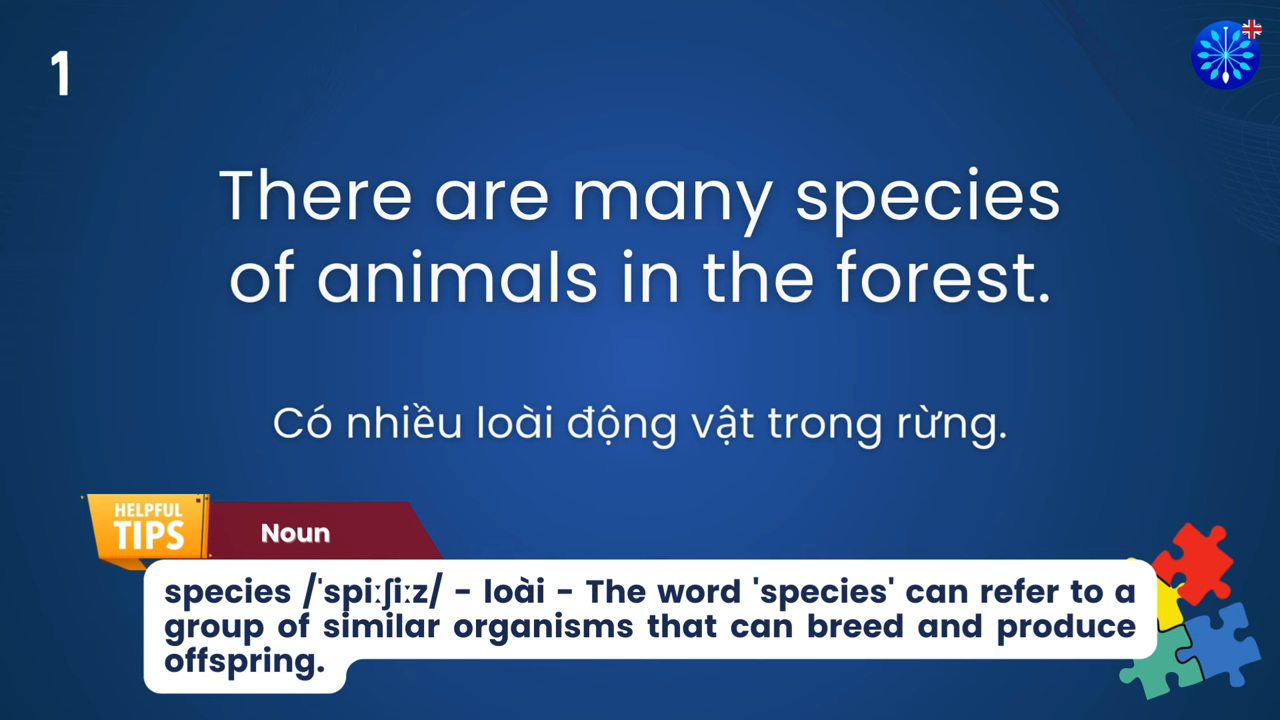 1
There are many species
of animals in the forest.
Có nhiều loài động vật trong rừng.
HELPFUL
TIPS
Noun
species /ˈspiːʃiːz/ - loài - The word 'species' can refer to a
group of similar organisms that can breed and produce
offspring.